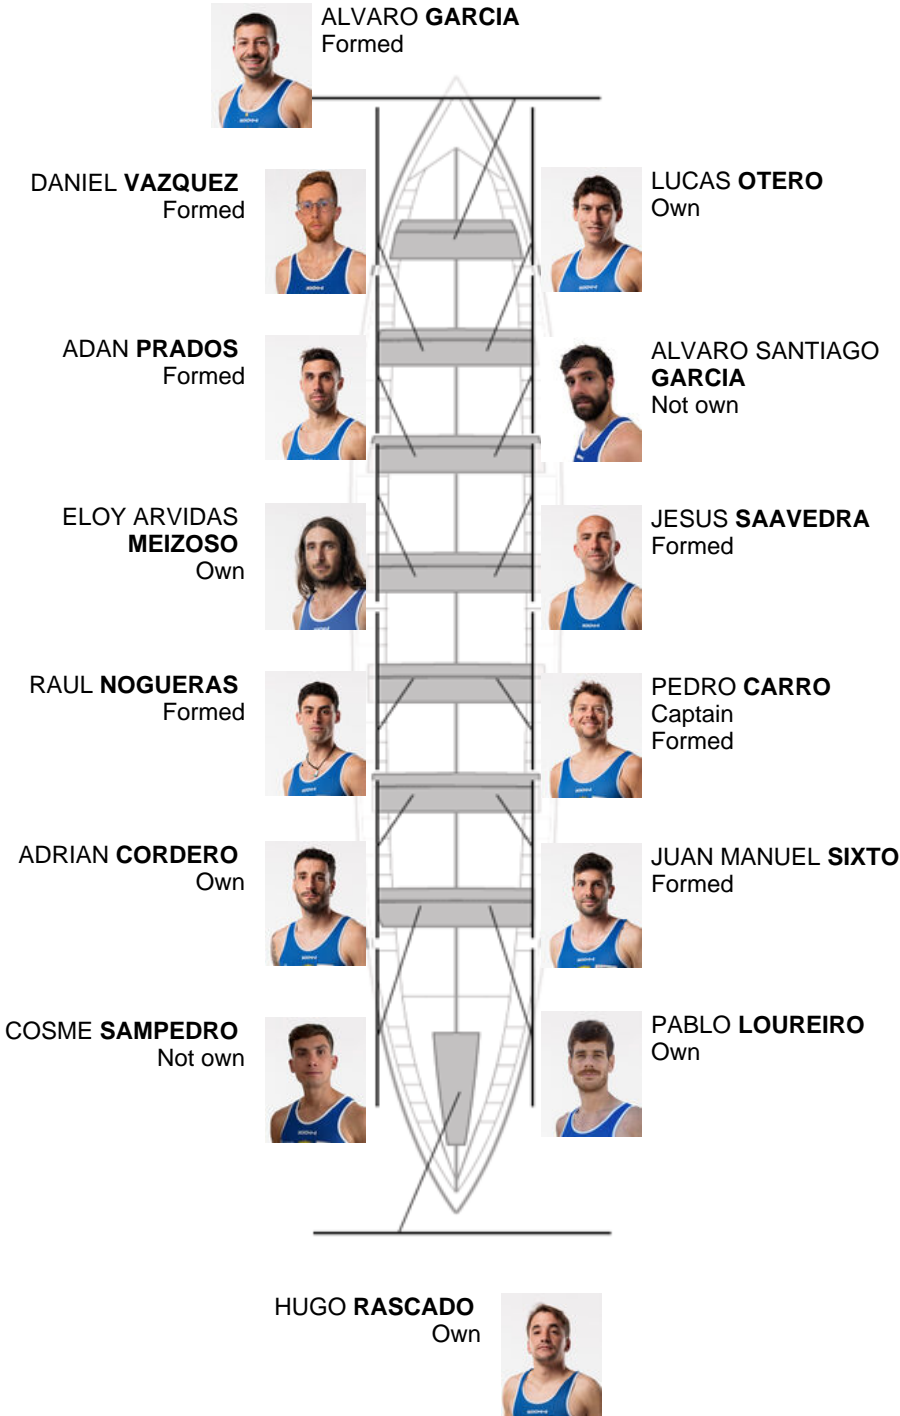 ALVARO GARCIA
Formed
DANIEL VAZQUEZ
Formed
LUCAS OTERO
Own
ADAN PRADOS
Formed
ALVARO SANTIAGO
GARCIA
Not own
ELOY ARVIDAS
MEIZOSO
Own
JESUS SAAVEDRA
Formed
RAUL NOGUERAS
Formed
PEDRO CARRO
Captain
Formed
ADRIAN CORDERO
Own
JUAN MANUEL SIXTO
Formed
COSME SAMPEDRO
Not own
PABLO LOUREIRO
Own
HUGO RASCADO
Own